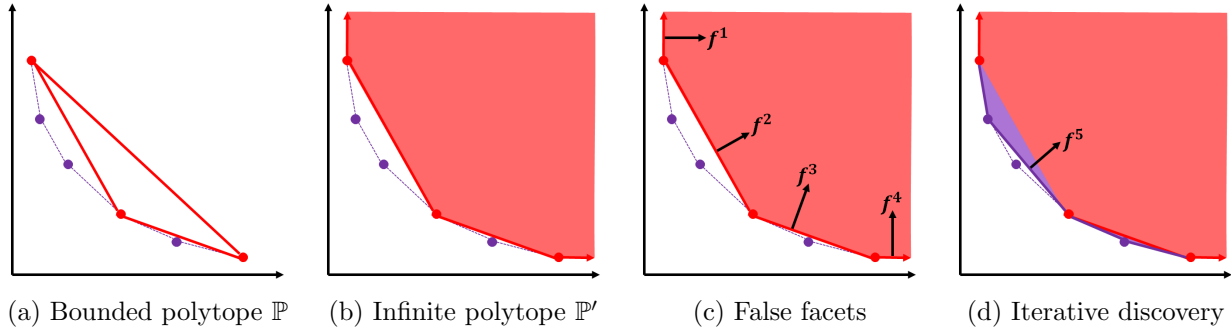 f¹
f²
f³
f⁴
f⁵
(a) Bounded polytope ℙ
(b) Infinite polytope ℙ′
(c) False facets
(d) Iterative discovery